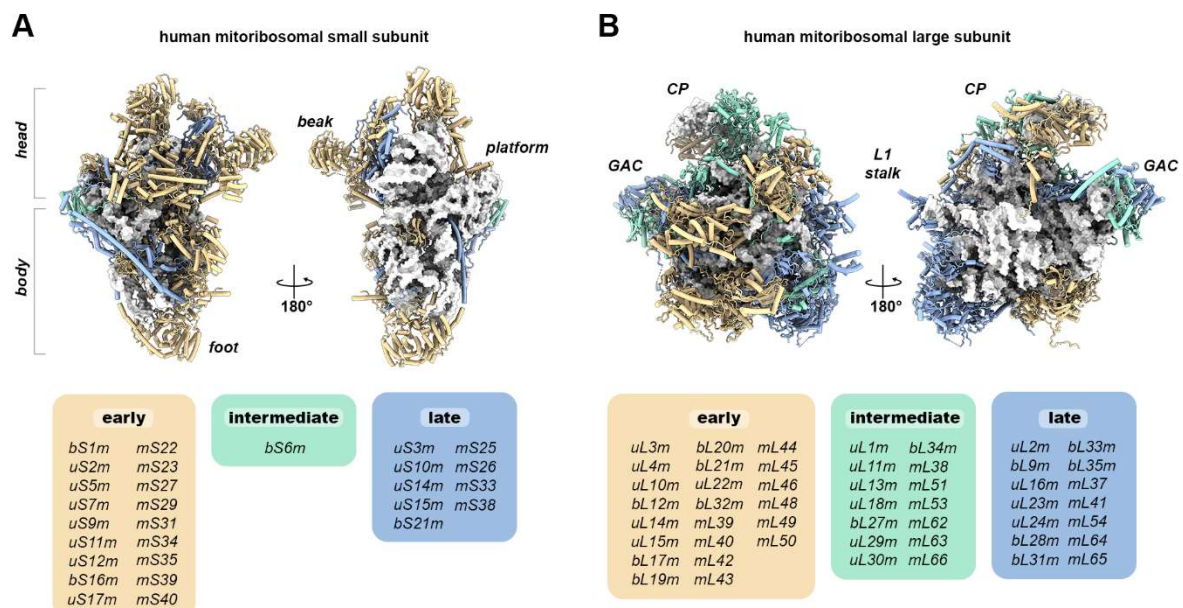 A
human mitoribosomal small subunit
head
body
beak
platform
180°
foot
early
bS1m mS22
uS2m mS23
uS5m mS27
uS7m mS29
uS9m mS31
uS11m mS34
uS12m mS35
bS16m mS39
uS17m mS40
intermediate
bS6m
late
uS3m mS25
uS10m mS26
uS14m mS33
uS15m mS38
bS21m
B
human mitoribosomal large subunit
CP
GAC
CP
L1
stalk
GAC
180°
early
uL3m bL20m mL44
uL4m bL21m mL45
uL10m uL22m mL46
bL12m bL32m mL48
uL14m mL39 mL49
uL15m mL40 mL50
bL17m mL42
bL19m mL43
intermediate
uL1m bL34m
uL11m mL38
uL13m mL51
uL18m mL53
bL27m mL62
uL29m mL63
uL30m mL66
late
uL2m bL33m
bL9m bL35m
uL16m mL37
uL23m mL41
uL24m mL54
bL28m mL64
bL31m mL65